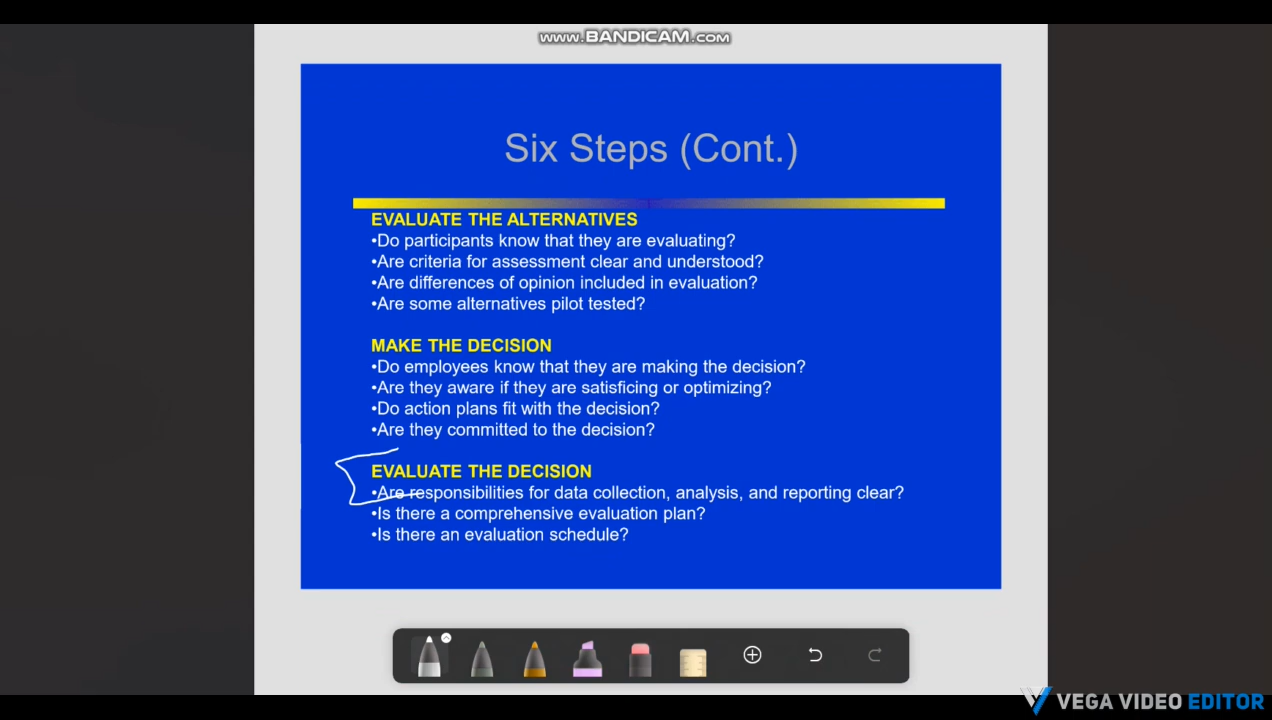 www.BANDICAM.com
Six Steps (Cont.)
EVALUATE THE ALTERNATIVES
•Do participants know that they are evaluating?
•Are criteria for assessment clear and understood?
•Are differences of opinion included in evaluation?
•Are some alternatives pilot tested?
MAKE THE DECISION
•Do employees know that they are making the decision?
•Are they aware if they are satisficing or optimizing?
•Do action plans fit with the decision?
•Are they committed to the decision?
EVALUATE THE DECISION
•Are responsibilities for data collection, analysis, and reporting clear?
•Is there a comprehensive evaluation plan?
•Is there an evaluation schedule?
VEGA VIDEO EDITOR